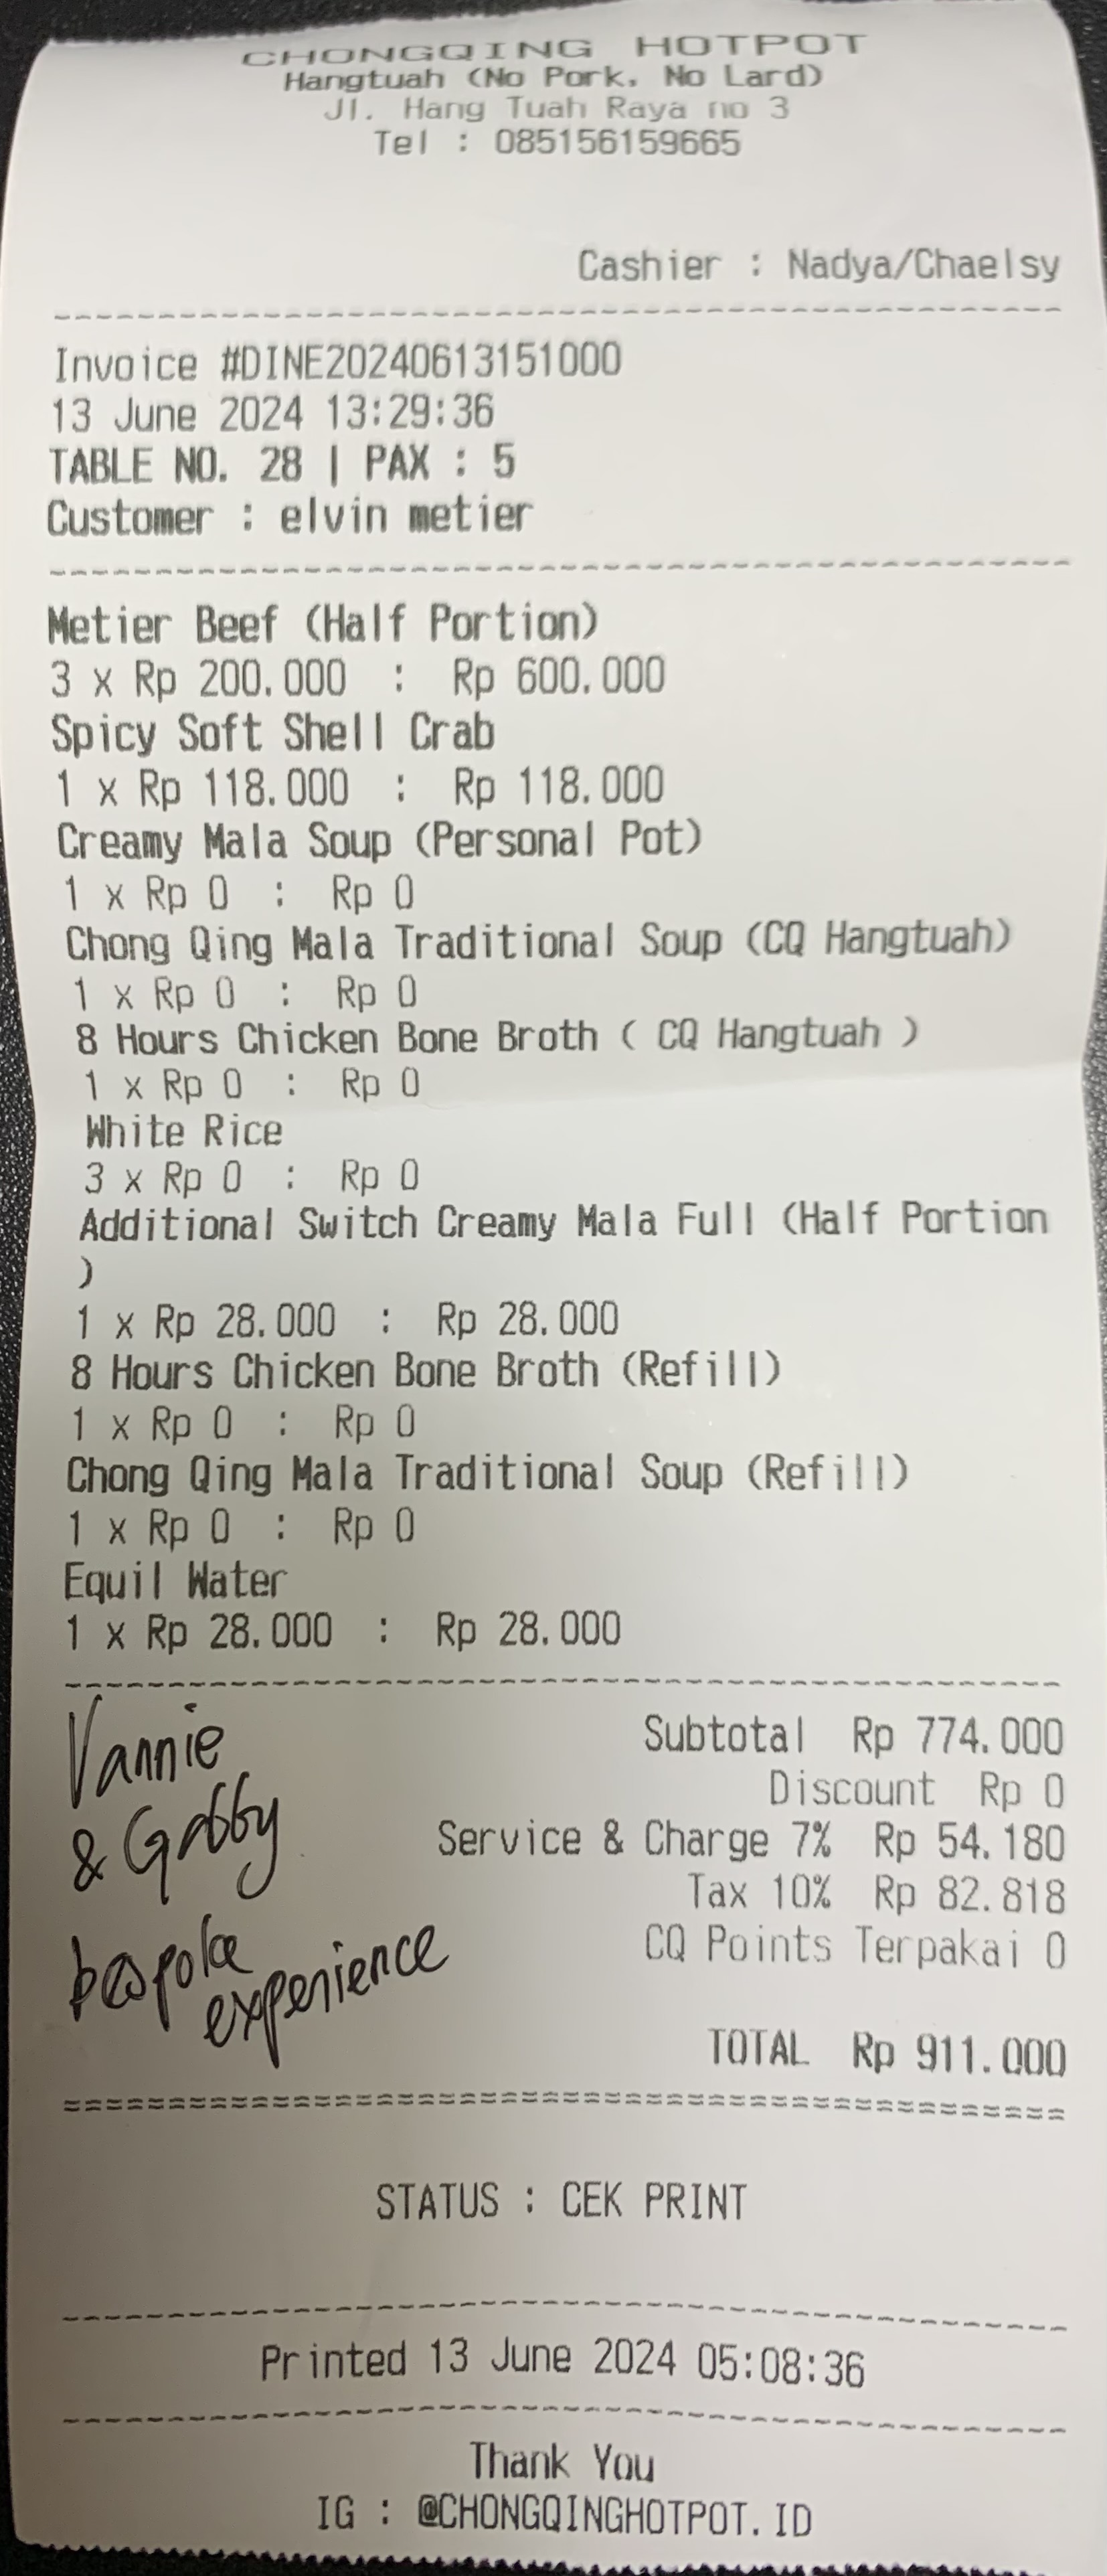 CHONGQING HOTPOT
Hangtuah (No Pork, No Lard)
Jl. Hang Tuah Raya no 3
Tel : 085156159665
Cashier : Nadya/Chaelsy
Invoice #DINE20240613151000
13 June 2024 13:29:36
TABLE NO. 28 | PAX : 5
Customer : elvin metier
Metier Beef (Half Portion)
3 x Rp 200.000 : Rp 600.000
Spicy Soft Shell Crab
1 x Rp 118.000 : Rp 118.000
Creamy Mala Soup (Personal Pot)
1 x Rp 0 : Rp 0
Chong Qing Mala Traditional Soup (CQ Hangtuah)
1 x Rp 0 : Rp 0
8 Hours Chicken Bone Broth ( CQ Hangtuah )
1 x Rp 0 : Rp 0
White Rice
3 x Rp 0 : Rp 0
Additional Switch Creamy Mala Full (Half Portion
)
1 x Rp 28.000 : Rp 28.000
8 Hours Chicken Bone Broth (Refill)
1 x Rp 0 : Rp 0
Chong Qing Mala Traditional Soup (Refill)
1 x Rp 0 : Rp 0
Equil Water
1 x Rp 28.000 : Rp 28.000
Subtotal Rp 774.000
Discount Rp 0
Service & Charge 7% Rp 54.180
Tax 10% Rp 82.818
CQ Points Terpakai 0
TOTAL Rp 911.000
Vannie
& Gabby
bespoke
experience
STATUS : CEK PRINT
Printed 13 June 2024 05:08:36
Thank You
IG : @CHONGQINGHOTPOT.ID